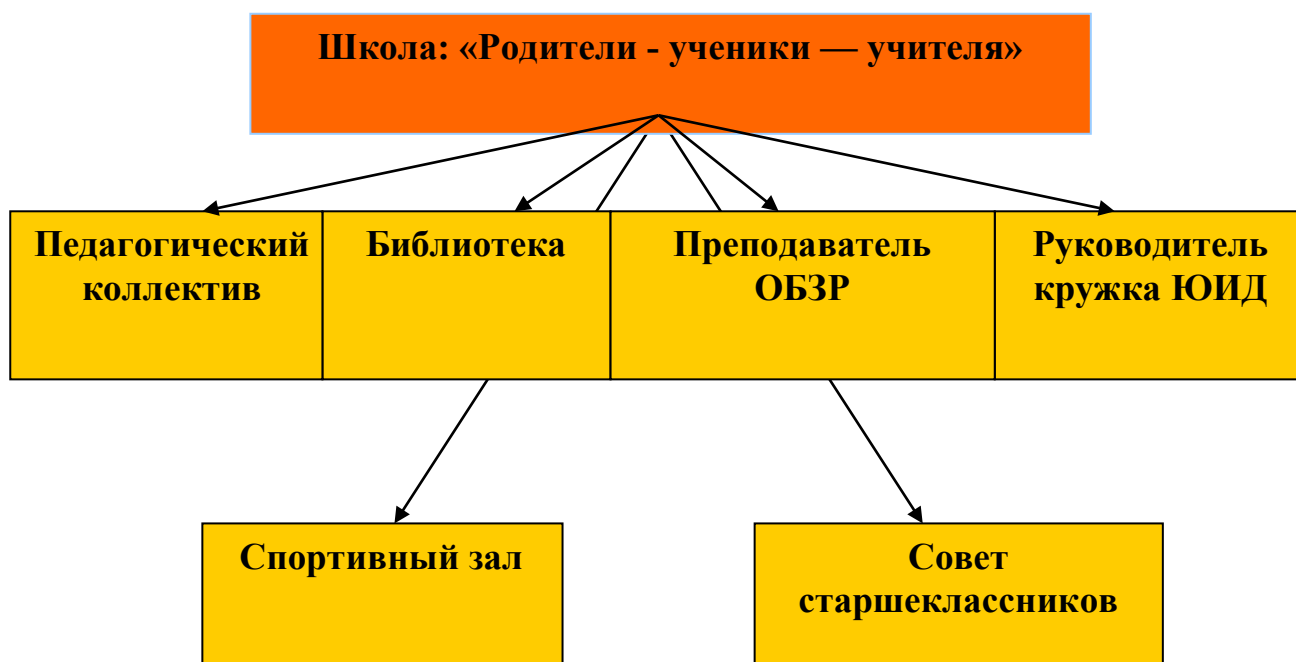 Школа: «Родители - ученики — учителя»
Педагогический
коллектив
Библиотека
Преподаватель
ОБЗР
Руководитель
кружка ЮИД
Спортивный зал
Совет
старшеклассников